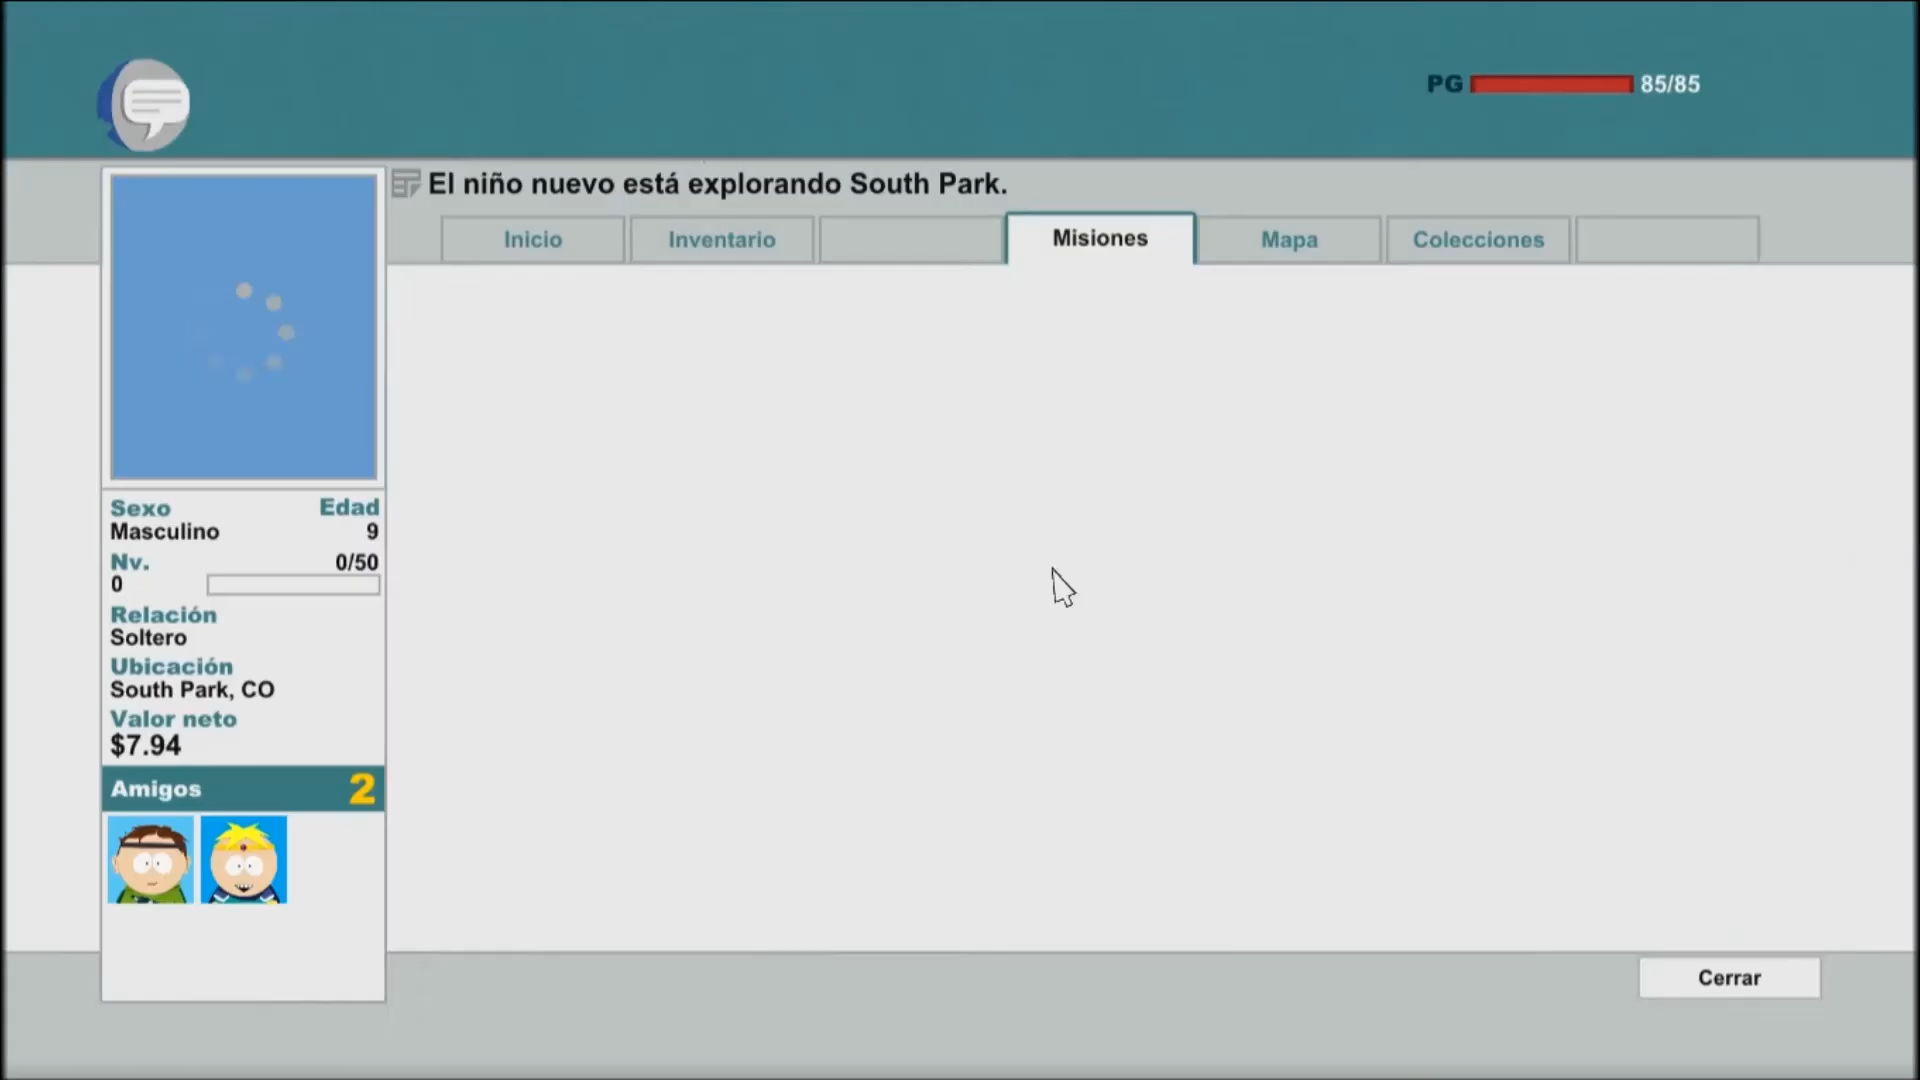 PG 85/85
El niño nuevo está explorando South Park.
Inicio Inventario Misiones Mapa Colecciones
Sexo Edad
Masculino 9
Nv. 0/50
0
Relación
Soltero
Ubicación
South Park, CO
Valor neto
$7.94
Amigos 2
Cerrar